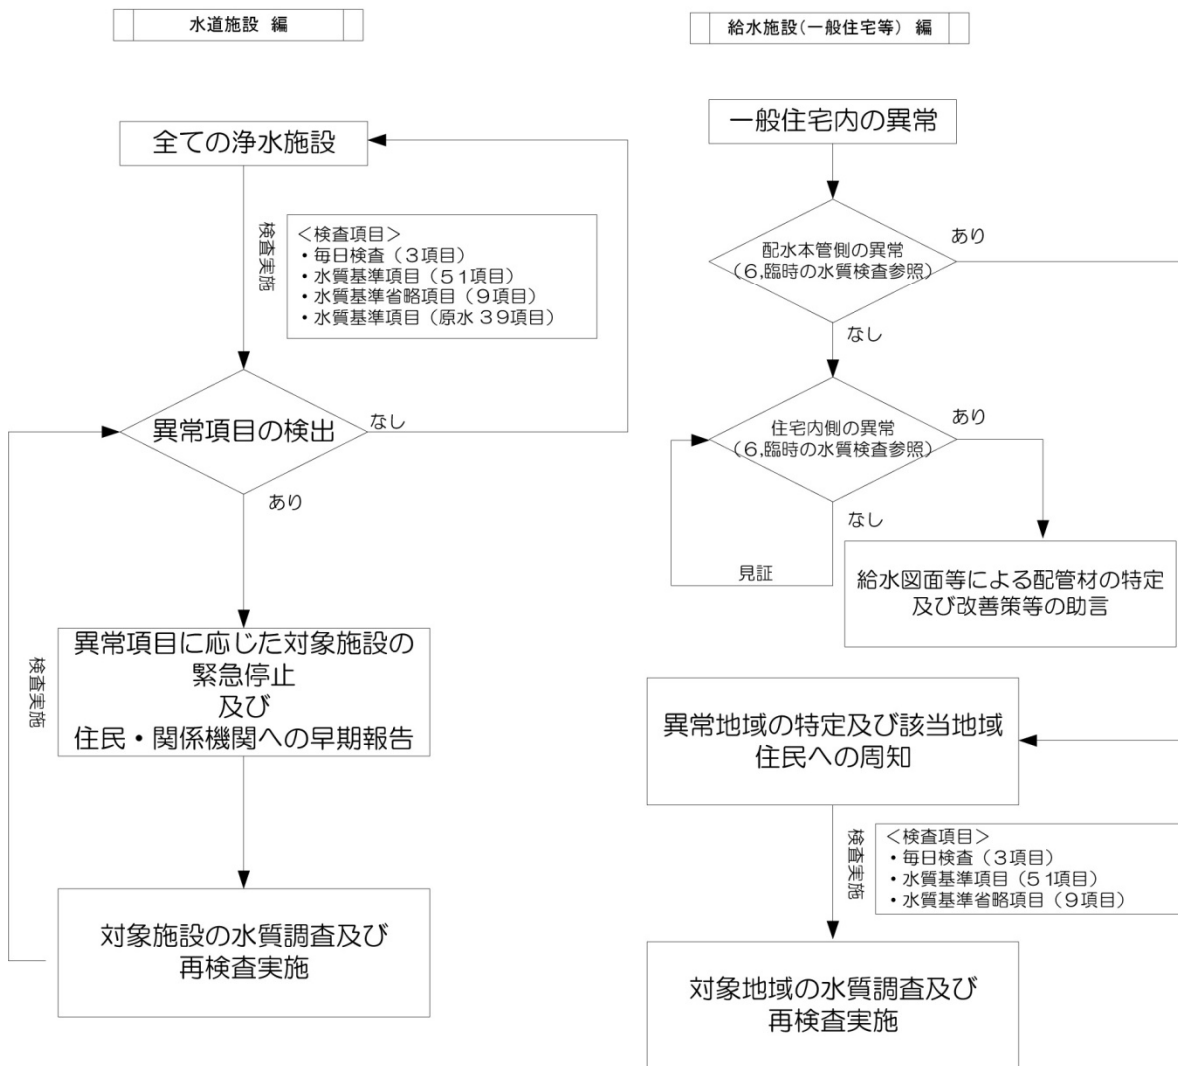 水道施設 編
全ての浄水施設
検査実施
＜検査項目＞
・毎日検査（３項目）
・水質基準項目（５１項目）
・水質基準省略項目（９項目）
・水質基準項目（原水３９項目）
異常項目の検出
なし
あり
異常項目に応じた対象施設の
緊急停止
及び
住民・関係機関への早期報告
検査実施
対象施設の水質調査及び
再検査実施
給水施設（一般住宅等） 編
一般住宅内の異常
配水本管側の異常
（６,臨時の水質検査参照）
あり
なし
住宅内側の異常
（６,臨時の水質検査参照）
あり
なし
見証
給水図面等による配管材の特定
及び改善策等の助言
異常地域の特定及び該当地域
住民への周知
検査実施
＜検査項目＞
・毎日検査（３項目）
・水質基準項目（５１項目）
・水質基準省略項目（９項目）
対象地域の水質調査及び
再検査実施